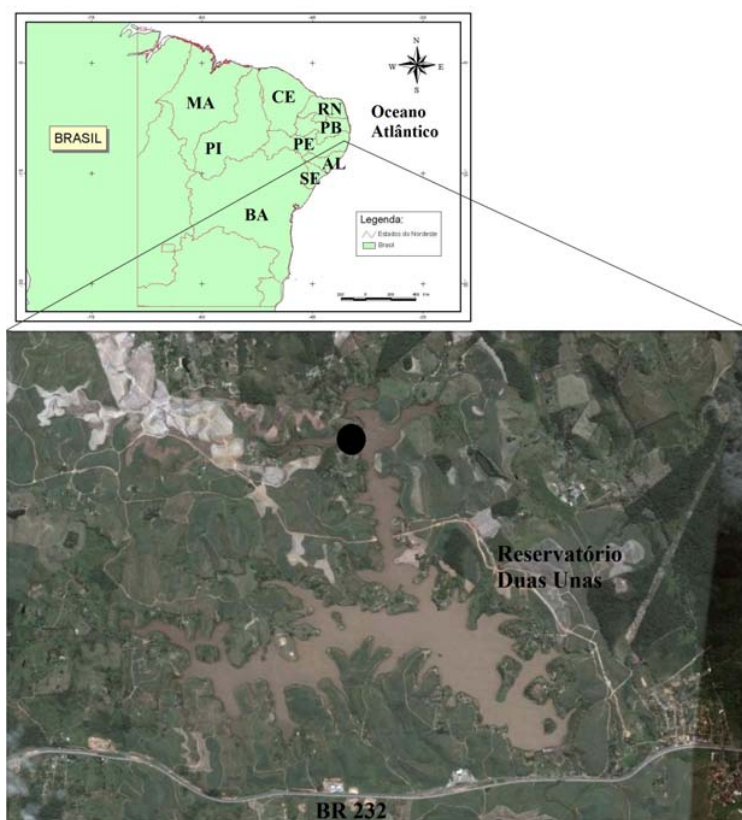 N
W E
S
MA
CE
RN
PB
PE
PI
AL
SE
BA
Oceano
Atlântico
BRASIL
Legenda:
Estados do Nordeste
Brasil
Reservatório
Duas Unas
BR 232